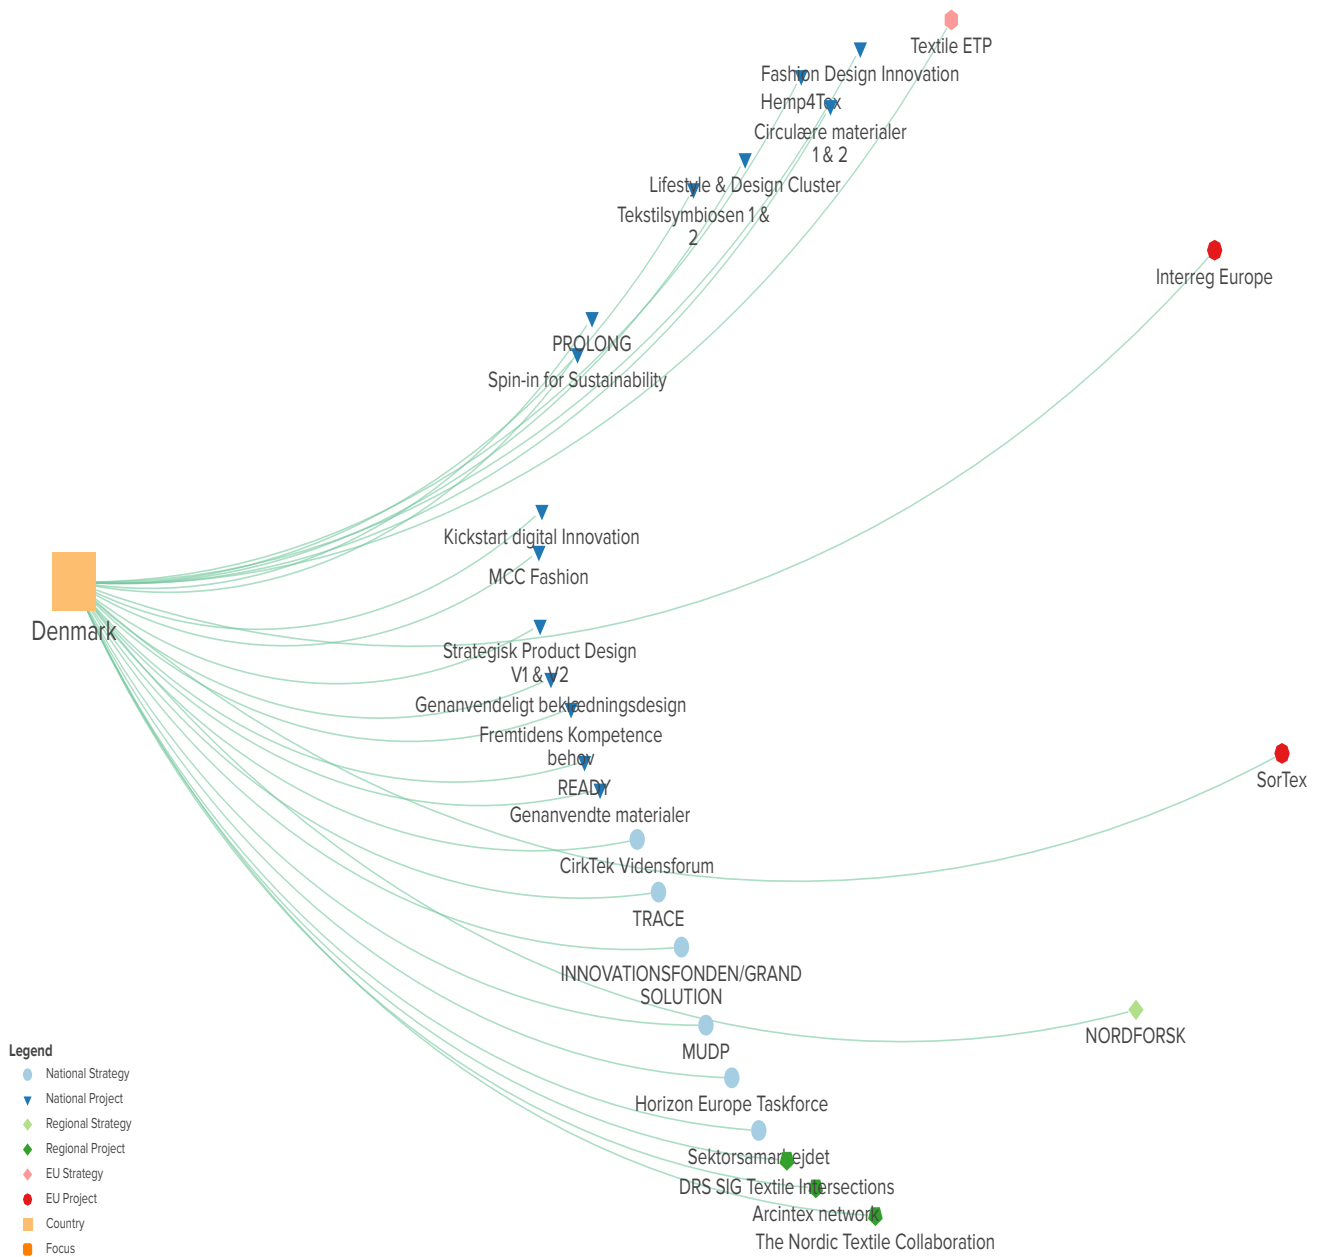 Textile ETP
Fashion Design Innovation
Hemp4Tex
Circulære materialer
1 & 2
Lifestyle & Design Cluster
Tekstilsymbiosen 1 &
2
Interreg Europe
PROLONG
Spin-in for Sustainability
Kickstart digital Innovation
MCC Fashion
Denmark
Strategisk Product Design
V1 & V2
Genanvendeligt beklædningsdesign
Fremtidens Kompetence
behov
READY
SorTex
Genanvendte materialer
CirkTek Vidensforum
TRACE
INNOVATIONSFONDEN/GRAND
SOLUTION
NORDFORSK
MUDP
Horizon Europe Taskforce
Sektorsamarbejdet
DRS SIG Textile Intersections
Arcintex network
The Nordic Textile Collaboration
Legend
National Strategy
National Project
Regional Strategy
Regional Project
EU Strategy
EU Project
Country
Focus